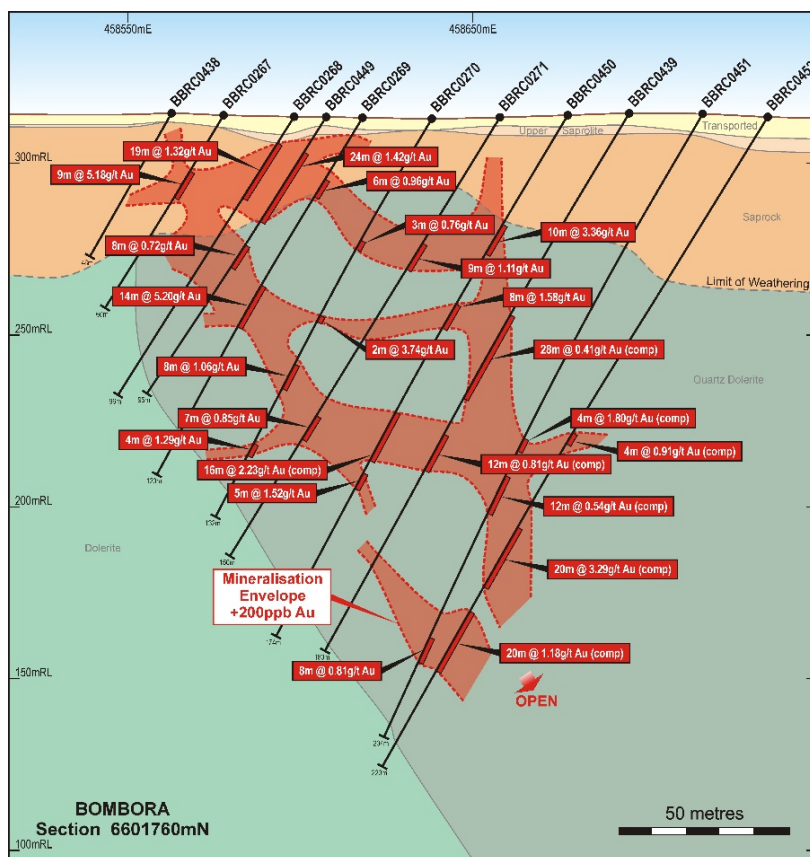 458550mE
458650mE
BBRC0438
BBRC0267
BBRC0268
BBRC0449
BBRC0269
BBRC0270
BBRC0271
BBRC0450
BBRC0439
BBRC0451
BBRC0452
Transported
Upper Saprolite
300mRL
19m @ 1.32g/t Au
24m @ 1.42g/t Au
9m @ 5.18g/t Au
6m @ 0.96g/t Au
Saprock
3m @ 0.76g/t Au
10m @ 3.36g/t Au
8m @ 0.72g/t Au
9m @ 1.11g/t Au
Limit of Weathering
14m @ 5.20g/t Au
8m @ 1.58g/t Au
60m
250mRL
2m @ 3.74g/t Au
28m @ 0.41g/t Au (comp)
8m @ 1.06g/t Au
Quartz Dolerite
7m @ 0.85g/t Au
4m @ 1.80g/t Au (comp)
4m @ 1.29g/t Au
4m @ 0.91g/t Au (comp)
16m @ 2.23g/t Au (comp)
12m @ 0.81g/t Au (comp)
120m
5m @ 1.52g/t Au
200mRL
12m @ 0.54g/t Au (comp)
Dolerite
20m @ 3.29g/t Au (comp)
Mineralisation
Envelope
+200ppb Au
174m
150mRL
8m @ 0.81g/t Au
20m @ 1.18g/t Au (comp)
OPEN
BOMBORA
Section 6601760mN
50 metres
100mRL